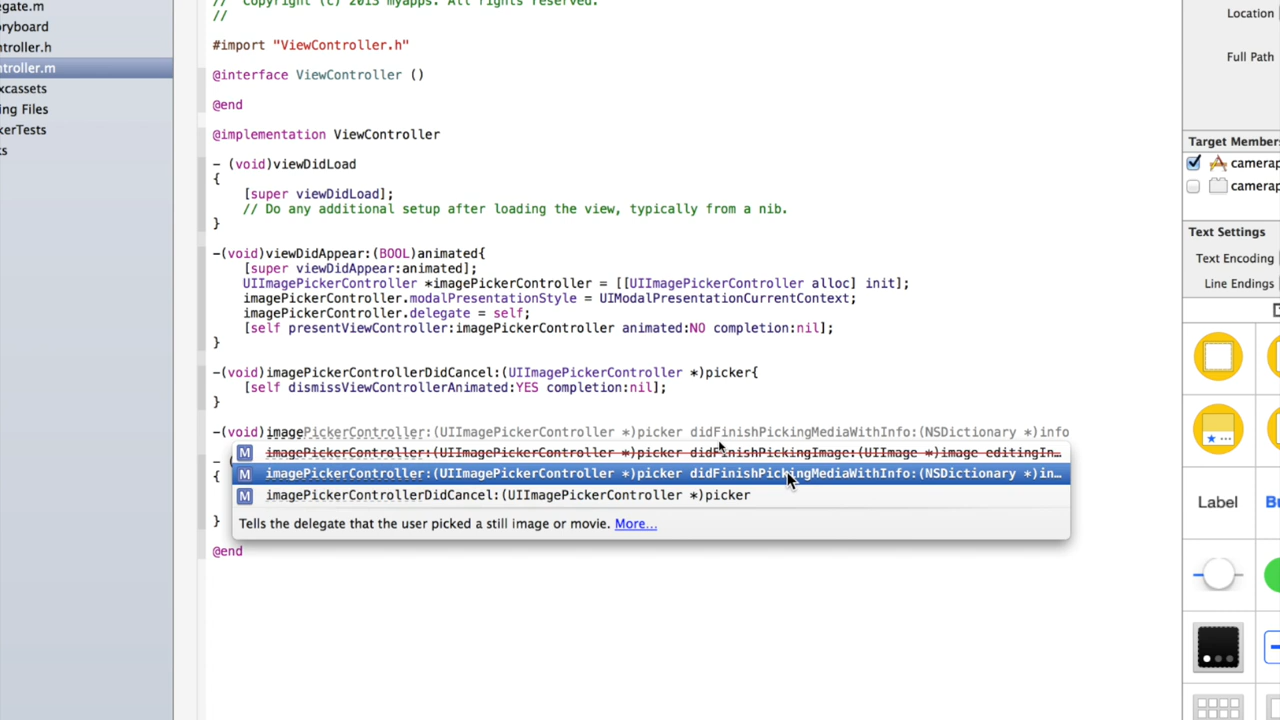 egate.m
oryboard
ntroller.h
ntroller.m
xcassets
ing Files
kerTests
ks
// Copyright (c) 2013 myapps. All rights reserved.
//
#import "ViewController.h"
@interface ViewController ()
@end
@implementation ViewController
- (void)viewDidLoad
{
[super viewDidLoad];
// Do any additional setup after loading the view, typically from a nib.
}
-(void)viewDidAppear:(BOOL)animated{
[super viewDidAppear:animated];
UIImagePickerController *imagePickerController = [[UIImagePickerController alloc] init];
imagePickerController.modalPresentationStyle = UIModalPresentationCurrentContext;
imagePickerController.delegate = self;
[self presentViewController:imagePickerController animated:NO completion:nil];
}
-(void)imagePickerControllerDidCancel:(UIImagePickerController *)picker{
[self dismissViewControllerAnimated:YES completion:nil];
}
-(void)imagePickerController:(UIImagePickerController *)picker didFinishPickingMediaWithInfo:(NSDictionary *)info
M imagePickerController:(UIImagePickerController *)picker didFinishPickingImage:(UIImage *)image editingIn…
- (
M imagePickerController:(UIImagePickerController *)picker didFinishPickingMediaWithInfo:(NSDictionary *)in…
{
M imagePickerControllerDidCancel:(UIImagePickerController *)picker
Tells the delegate that the user picked a still image or movie. More...
}
@end
Location
Full Path
Target Members
camerap
camerap
Text Settings
Text Encoding
Line Endings
Label
Bu